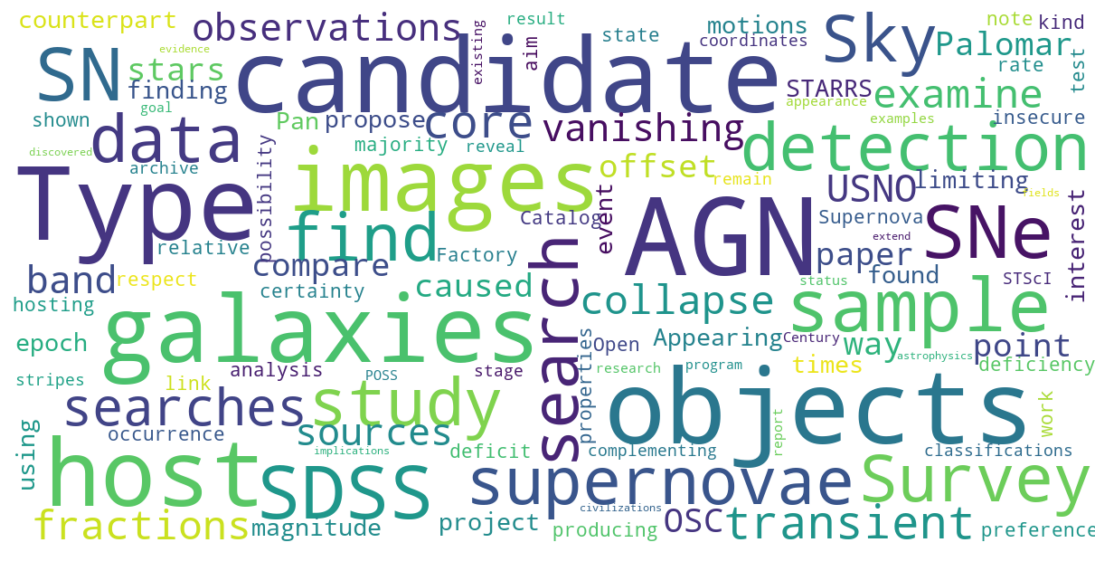 counterpart
observations
result
state
motions
note
kind
evidence
existing
aim
coordinates
Sky
Palomar
SN
stars
candidate
STARRS
rate
test
finding
goal
appearance
examine
shown
Pan
propose
core
vanishing
examples
insecure
data
majority
reveal
detection
discovered
archive
possibility
images
offset
remain
USNO
limiting
fields
Type
Catalog
event
AGN
Supernova
SNe
interest
relative
find
Factory
extend
paper
band
respect
compare
search
found
STScI
hosting
certainty
caused
collapse
status
sample
galaxies
epoch
properties
Open
Appearing
Century
way
point
analysis
POSS
stage
astrophysics
stripes
link
research
program
times
deficiency
searches
study
objects
work
using
occurrence
sources
deficit
complementing
report
classifications
implications
host
SDSS
supernovae
Survey
civilizations
fractions
magnitude
project
producing
OSC
transient
preference